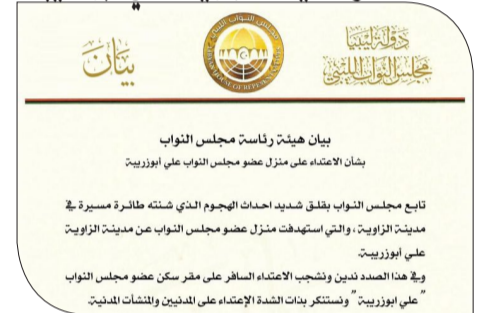 دولة ليبيا
مجلس النواب الليبي
بيان
بيان هيئة رئاسة مجلس النواب
بشأن الاعتداء على منزل عضو مجلس النواب علي أبوزريبة
تابع مجلس النواب بقلق شديد احداث الهجوم الذي شنته طائرة مسيرة في
مدينة الزاوية ، والتي استهدفت منزل عضو مجلس النواب عن مدينة الزاوية
علي أبوزريبة.
وفي هذا الصدد ندين ونشجب الاعتداء السافر على مقر سكن عضو مجلس النواب
"علي ابوزريبة" ونستنكر بذات الشدة الإعتداء على المدنيين والمنشآت المدنية.